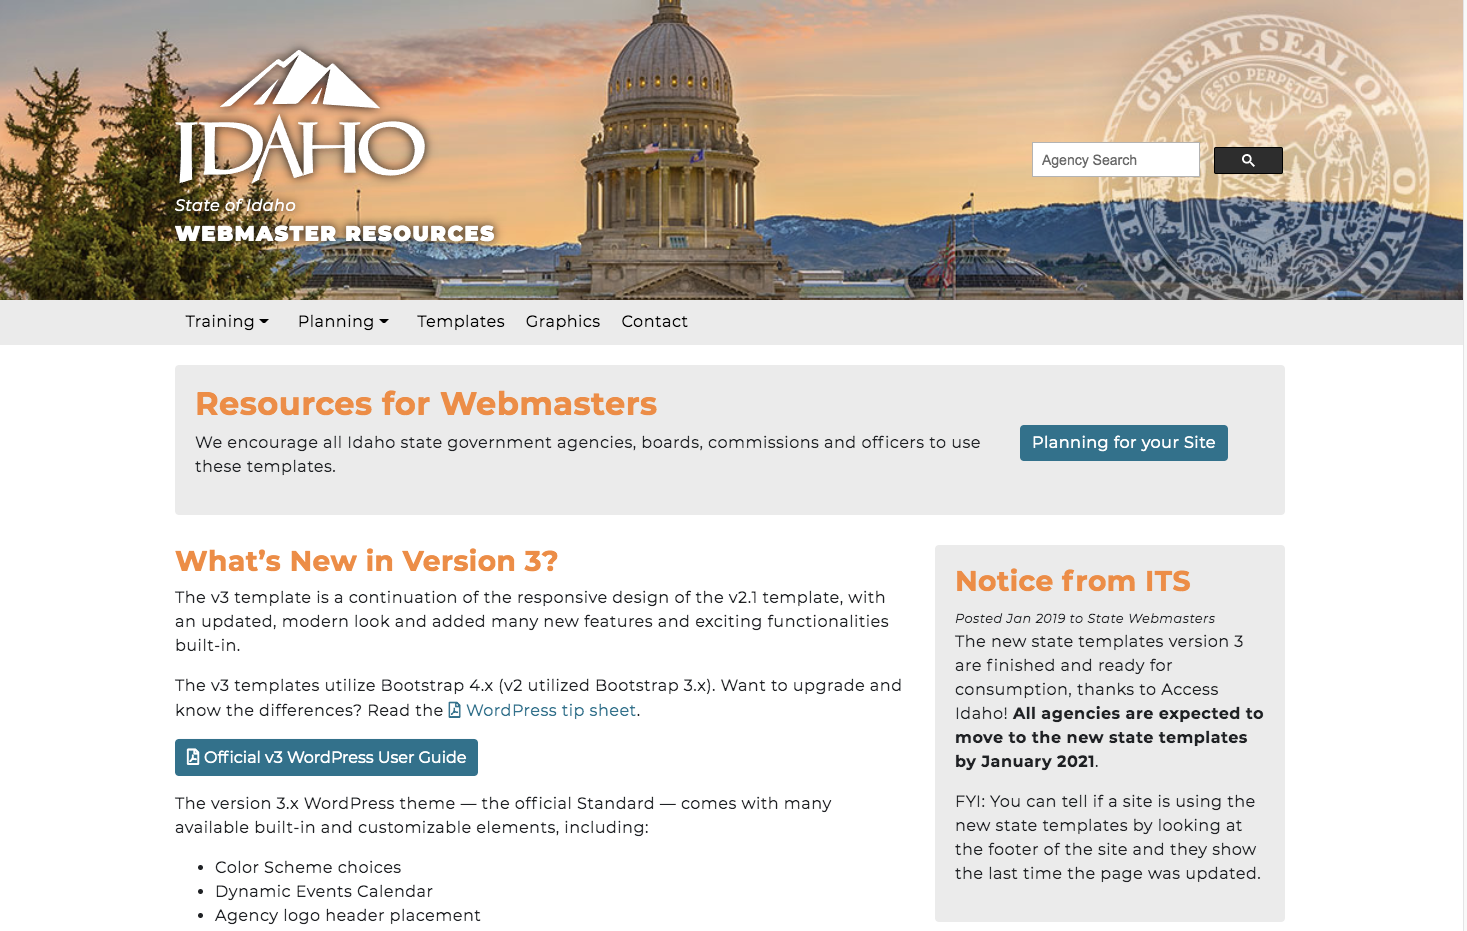 IDAHO
State of Idaho
WEBMASTER RESOURCES
GREAT SEAL OF THE STATE OF IDAHO
ESTO PERPETUA
Agency Search
Training
Planning
Templates
Graphics
Contact
Resources for Webmasters
We encourage all Idaho state government agencies, boards, commissions and officers to use
these templates.
Planning for your Site
What's New in Version 3?
The v3 template is a continuation of the responsive design of the v2.1 template, with
an updated, modern look and added many new features and exciting functionalities
built-in.
The v3 templates utilize Bootstrap 4.x (v2 utilized Bootstrap 3.x). Want to upgrade and
know the differences? Read the WordPress tip sheet.
Official v3 WordPress User Guide
The version 3.x WordPress theme — the official Standard — comes with many
available built-in and customizable elements, including:
• Color Scheme choices
• Dynamic Events Calendar
• Agency logo header placement
Notice from ITS
Posted Jan 2019 to State Webmasters
The new state templates version 3
are finished and ready for
consumption, thanks to Access
Idaho! All agencies are expected to
move to the new state templates
by January 2021.
FYI: You can tell if a site is using the
new state templates by looking at
the footer of the site and they show
the last time the page was updated.